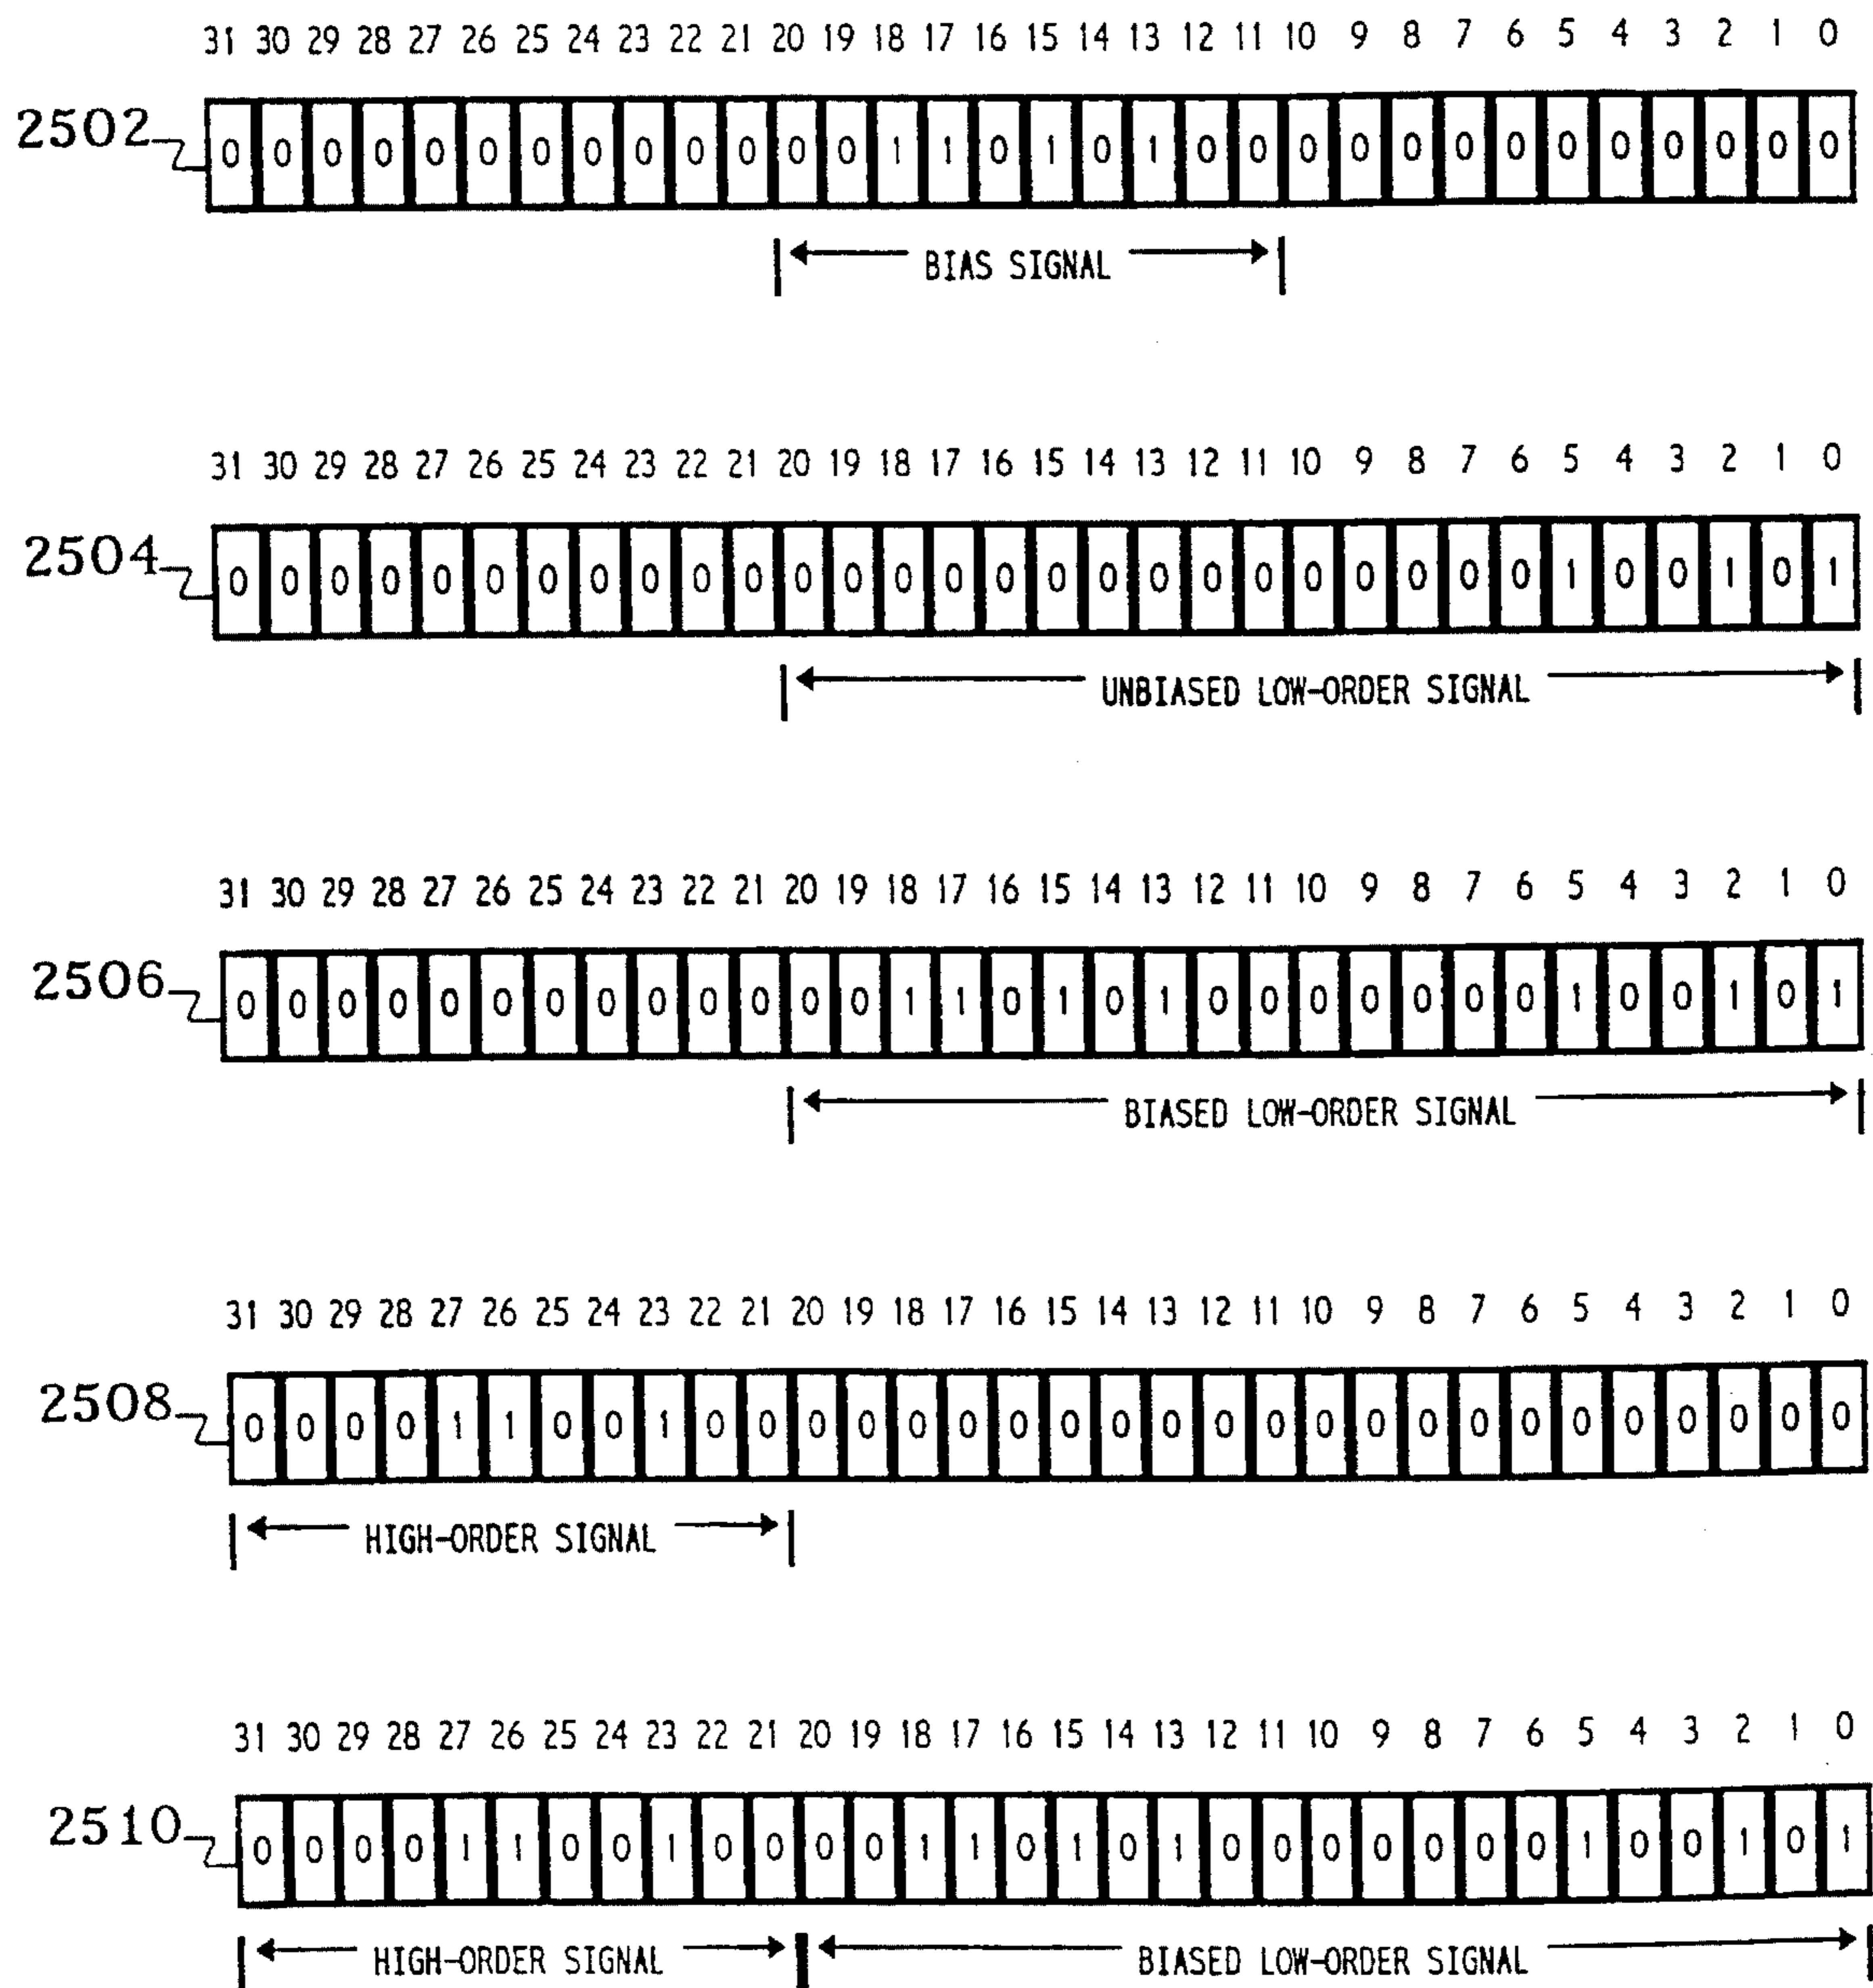 31 30 29 28 27 26 25 24 23 22 21 20 19 18 17 16 15 14 13 12 11 10 9 8 7 6 5 4 3 2 1 0
2502 0 0 0 0 0 0 0 0 0 0 0 0 0 1 1 0 1 0 1 0 0 0 0 0 0 0 0 0 0 0 0 0
BIAS SIGNAL
31 30 29 28 27 26 25 24 23 22 21 20 19 18 17 16 15 14 13 12 11 10 9 8 7 6 5 4 3 2 1 0
2504 0 0 0 0 0 0 0 0 0 0 0 0 0 0 0 0 0 0 0 0 0 0 0 0 0 0 1 0 0 1 0 1
UNBIASED LOW-ORDER SIGNAL
31 30 29 28 27 26 25 24 23 22 21 20 19 18 17 16 15 14 13 12 11 10 9 8 7 6 5 4 3 2 1 0
2506 0 0 0 0 0 0 0 0 0 0 0 0 0 1 1 0 1 0 1 0 0 0 0 0 0 0 1 0 0 1 0 1
BIASED LOW-ORDER SIGNAL
31 30 29 28 27 26 25 24 23 22 21 20 19 18 17 16 15 14 13 12 11 10 9 8 7 6 5 4 3 2 1 0
2508 0 0 0 0 1 1 0 0 1 0 0 0 0 0 0 0 0 0 0 0 0 0 0 0 0 0 0 0 0 0 0 0
HIGH-ORDER SIGNAL
31 30 29 28 27 26 25 24 23 22 21 20 19 18 17 16 15 14 13 12 11 10 9 8 7 6 5 4 3 2 1 0
2510 0 0 0 0 1 1 0 0 1 0 0 0 0 1 1 0 1 0 1 0 0 0 0 0 0 0 1 0 0 1 0 1
HIGH-ORDER SIGNAL BIASED LOW-ORDER SIGNAL